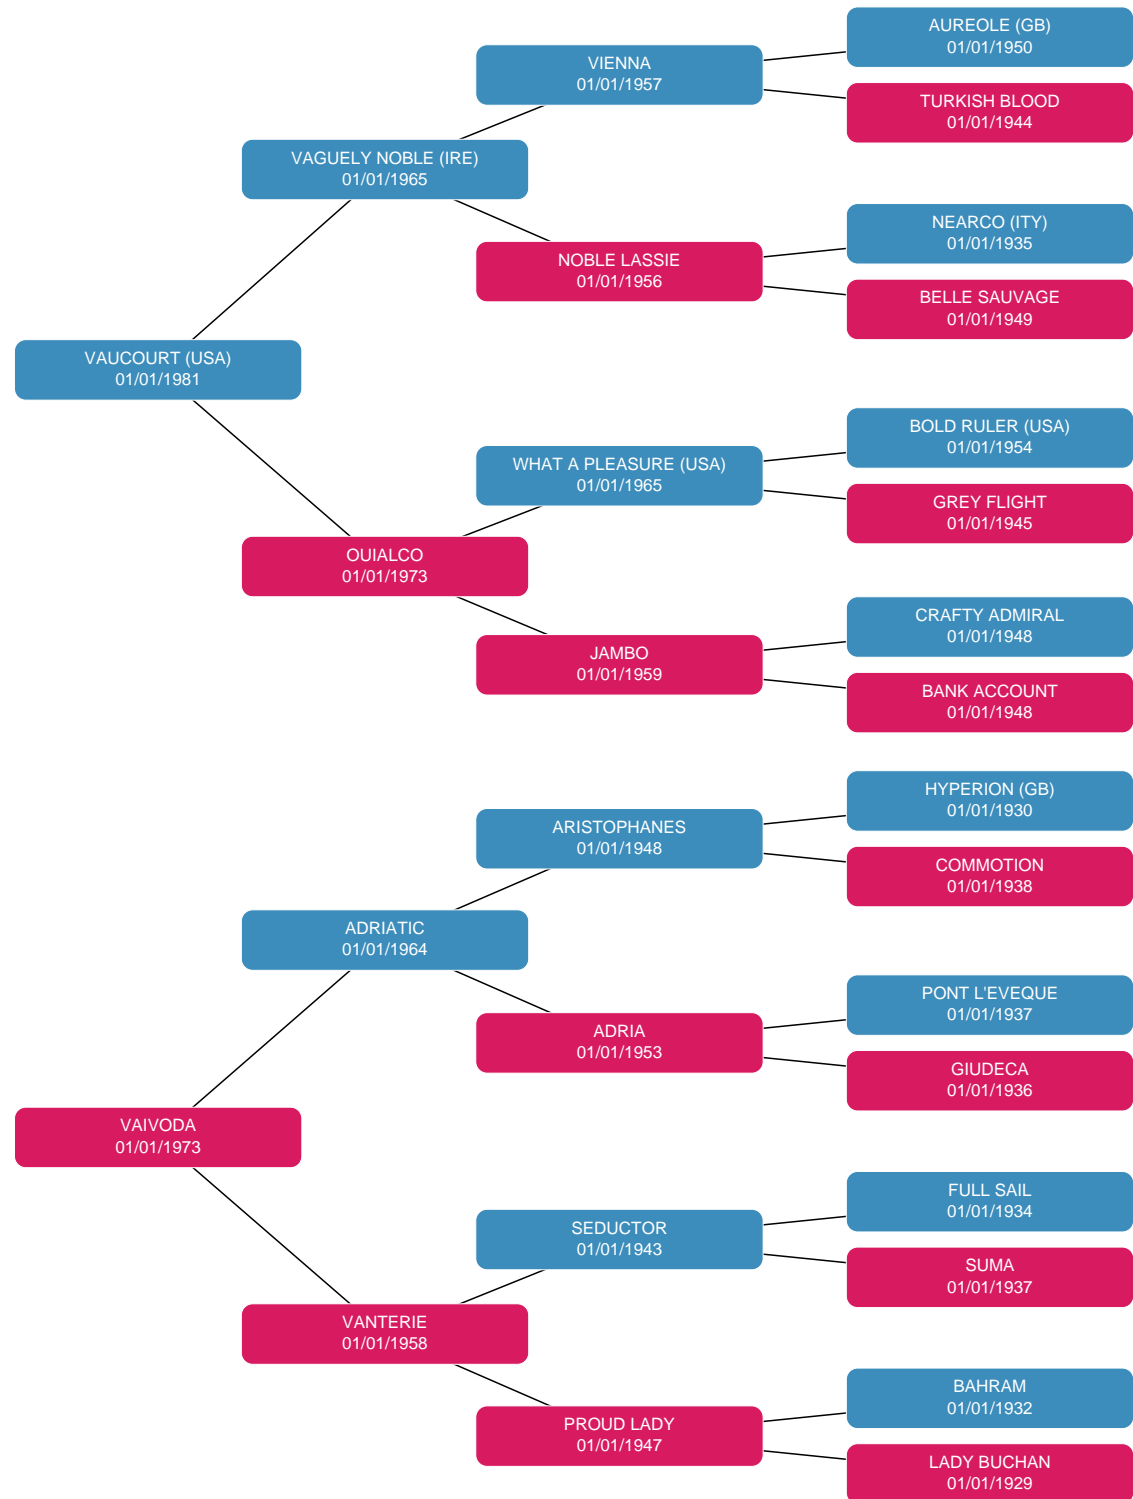 AUREOLE (GB)
01/01/1950
VIENNA
01/01/1957
TURKISH BLOOD
01/01/1944
VAGUELY NOBLE (IRE)
01/01/1965
NEARCO (ITY)
01/01/1935
NOBLE LASSIE
01/01/1956
BELLE SAUVAGE
01/01/1949
VAUCOURT (USA)
01/01/1981
BOLD RULER (USA)
01/01/1954
WHAT A PLEASURE (USA)
01/01/1965
GREY FLIGHT
01/01/1945
OUIALCO
01/01/1973
CRAFTY ADMIRAL
01/01/1948
JAMBO
01/01/1959
BANK ACCOUNT
01/01/1948
HYPERION (GB)
01/01/1930
ARISTOPHANES
01/01/1948
COMMOTION
01/01/1938
ADRIATIC
01/01/1964
PONT L'EVEQUE
01/01/1937
ADRIA
01/01/1953
GIUDECA
01/01/1936
VAIVODA
01/01/1973
FULL SAIL
01/01/1934
SEDUCTOR
01/01/1943
SUMA
01/01/1937
VANTERIE
01/01/1958
BAHRAM
01/01/1932
PROUD LADY
01/01/1947
LADY BUCHAN
01/01/1929